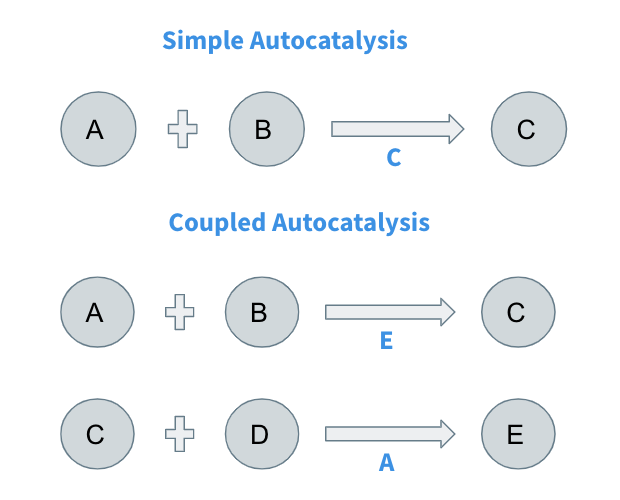 Simple Autocatalysis
A B C
C
Coupled Autocatalysis
A B C
E
C D E
A